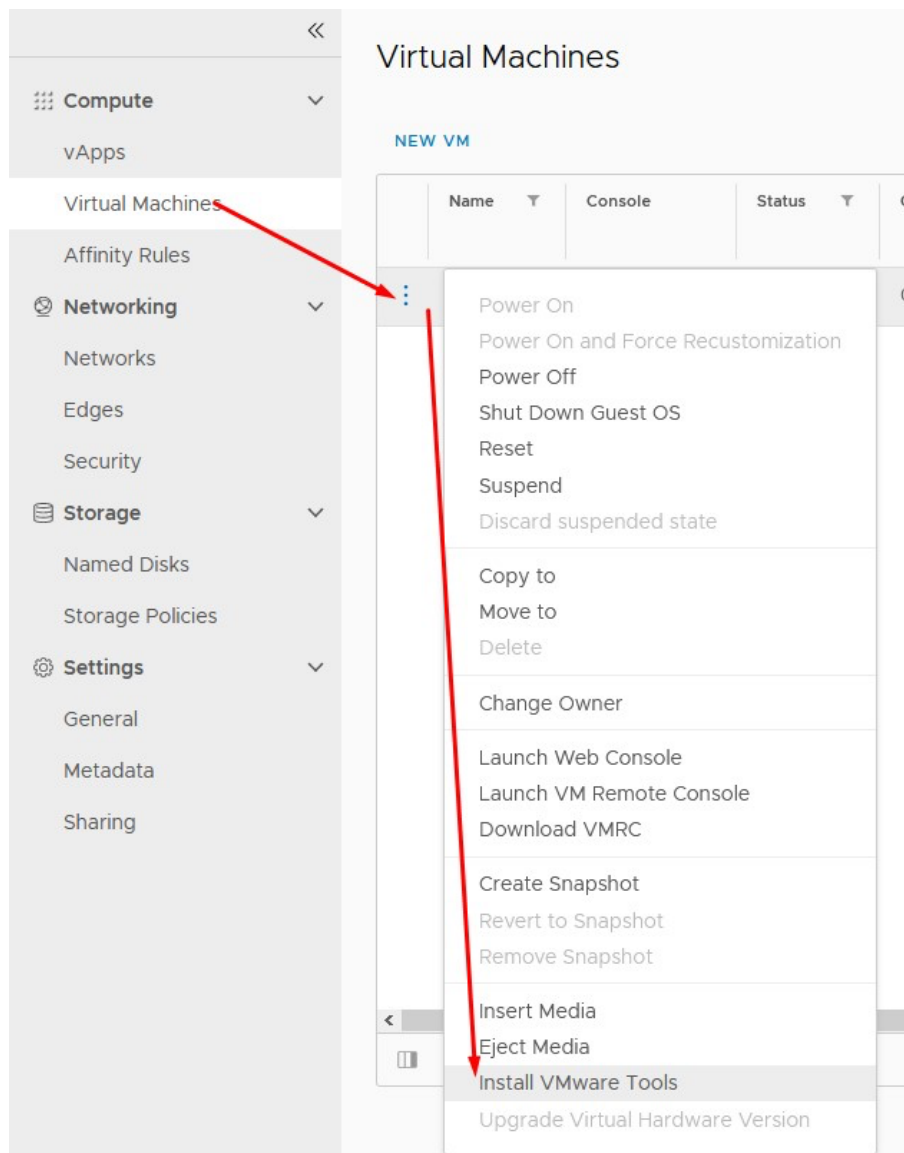 Compute
vApps
Virtual Machines
Affinity Rules
Networking
Networks
Edges
Security
Storage
Named Disks
Storage Policies
Settings
General
Metadata
Sharing
Virtual Machines
NEW VM
Name Console Status
Power On
Power On and Force Recustomization
Power Off
Shut Down Guest OS
Reset
Suspend
Discard suspended state
Copy to
Move to
Delete
Change Owner
Launch Web Console
Launch VM Remote Console
Download VMRC
Create Snapshot
Revert to Snapshot
Remove Snapshot
Insert Media
Eject Media
Install VMware Tools
Upgrade Virtual Hardware Version